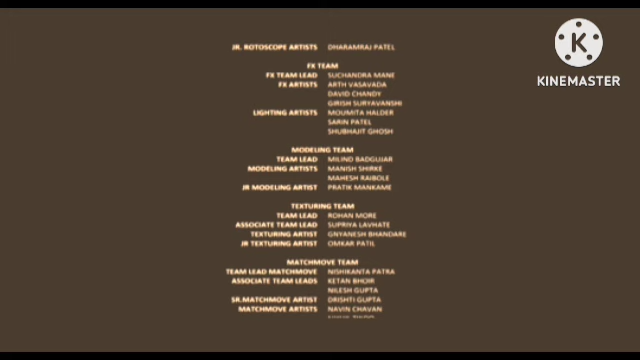 JR. ROTOSCOPE ARTISTS DHARAMRAJ PATEL
FX TEAM
FX TEAM LEAD SUCHANDRA MANE
FX ARTISTS ARTH VASAVADA
DAVID CHANDY
GIRISH SURYAVANSHI
LIGHTING ARTISTS MOUMITA HALDER
SARIN PATEL
SHUBHAJIT GHOSH
MODELING TEAM
TEAM LEAD MILIND BADGUJAR
MODELING ARTISTS MANISH SHIRKE
MAHESH RAIBOLE
JR MODELING ARTIST PRATIK MANKAME
TEXTURING TEAM
TEAM LEAD ROHAN MORE
ASSOCIATE TEAM LEAD SUPRIYA LAVHATE
TEXTURING ARTIST GNYANESH BHANDARE
JR TEXTURING ARTIST OMKAR PATIL
MATCHMOVE TEAM
TEAM LEAD MATCHMOVE NISHIKANTA PATRA
ASSOCIATE TEAM LEADS KETAN BHOIR
NILESH GUPTA
SR.MATCHMOVE ARTIST DRISHTI GUPTA
MATCHMOVE ARTISTS NAVIN CHAVAN
K
KINEMASTER